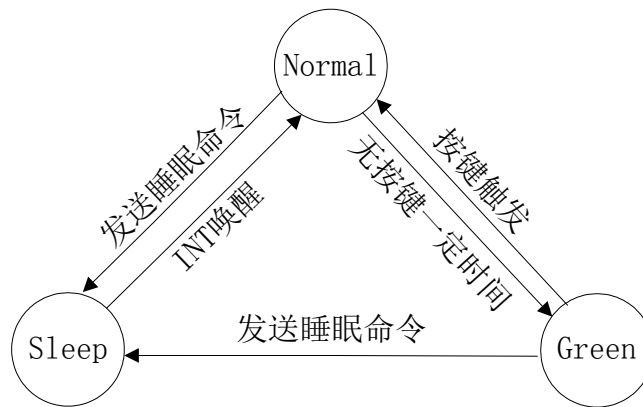 Normal
发送睡眠命令
INT唤醒
按键触发
无按键一定时间
Sleep
发送睡眠命令
Green